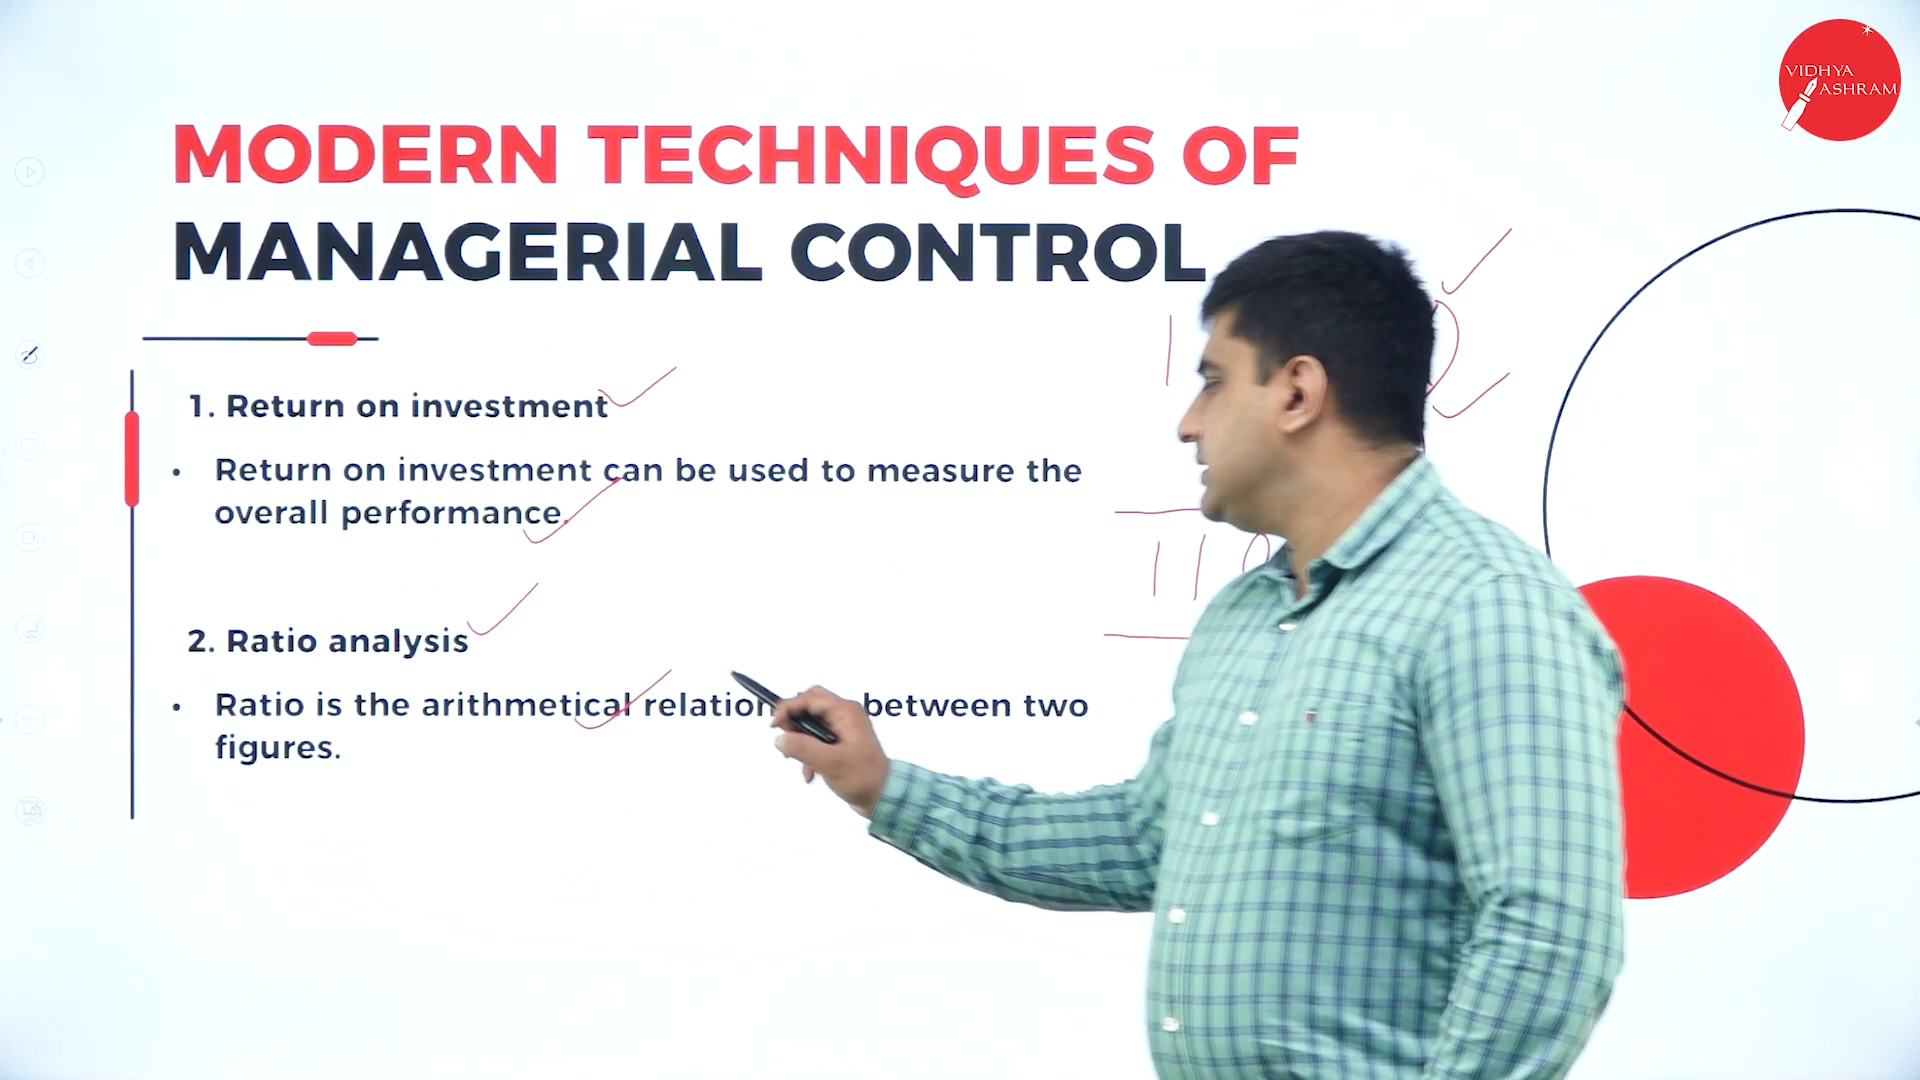 VIDHYA
ASHRAM
MODERN TECHNIQUES OF
MANAGERIAL CONTROL
1. Return on investment
• Return on investment can be used to measure the
overall performance.
2. Ratio analysis
• Ratio is the arithmetical between two
figures.